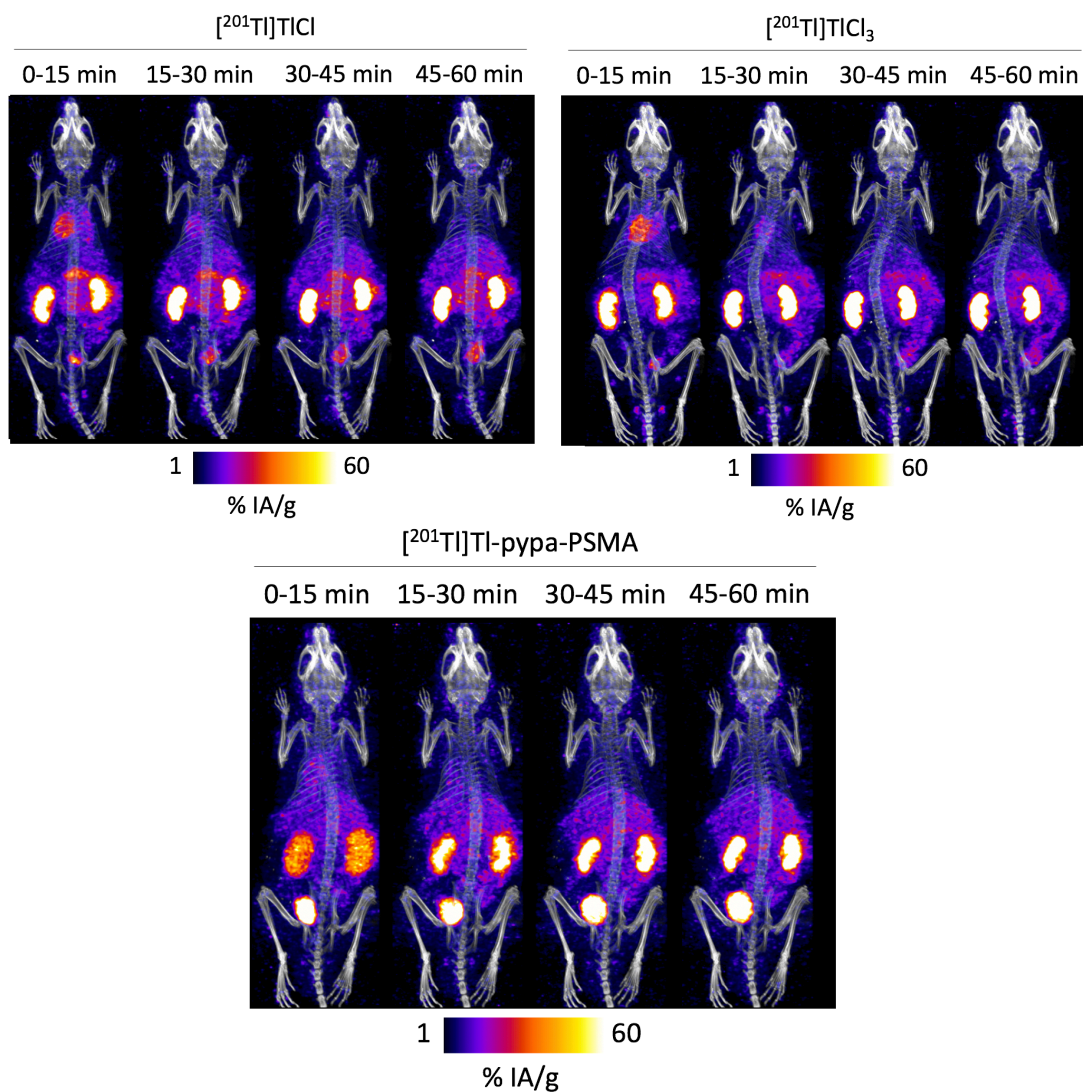 [²⁰¹Tl]TlCl
0-15 min 15-30 min 30-45 min 45-60 min
1 60
% IA/g
[²⁰¹Tl]TlCl₃
0-15 min 15-30 min 30-45 min 45-60 min
1 60
% IA/g
[²⁰¹Tl]Tl-pypa-PSMA
0-15 min 15-30 min 30-45 min 45-60 min
1 60
% IA/g